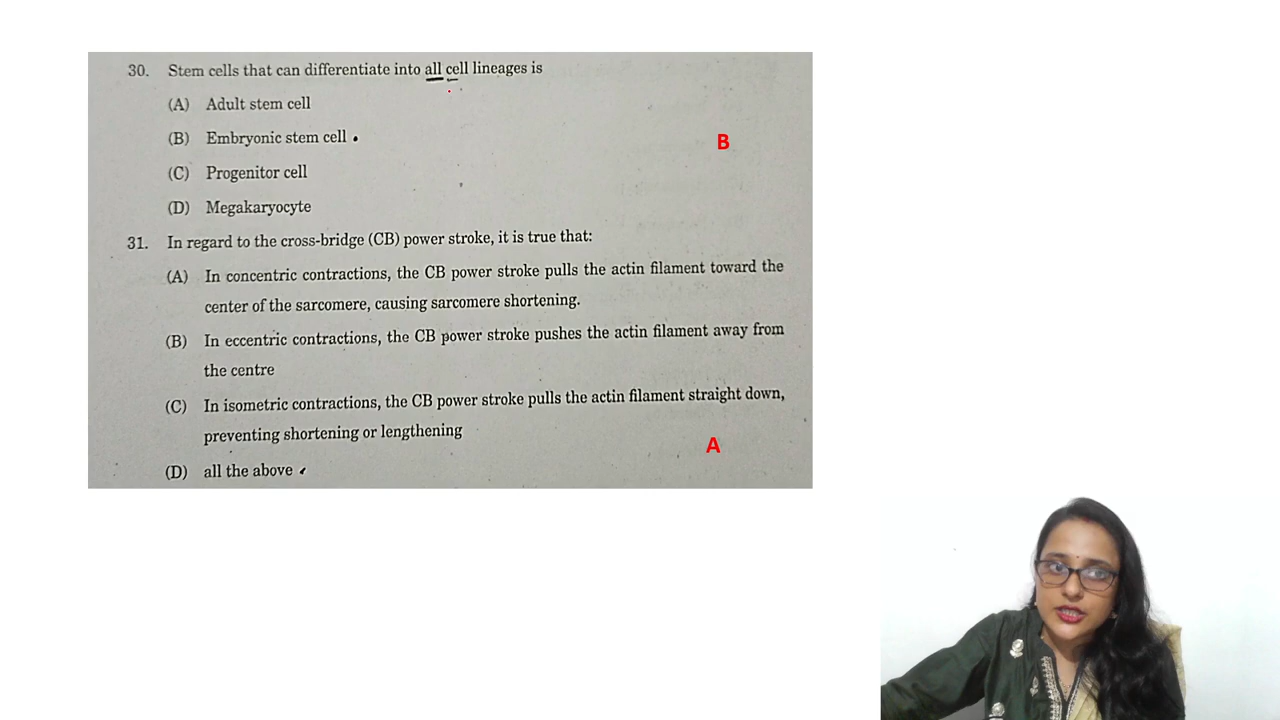 30. Stem cells that can differentiate into all cell lineages is
(A) Adult stem cell
(B) Embryonic stem cell
B
(C) Progenitor cell
(D) Megakaryocyte
31. In regard to the cross-bridge (CB) power stroke, it is true that:
(A) In concentric contractions, the CB power stroke pulls the actin filament toward the
center of the sarcomere, causing sarcomere shortening.
(B) In eccentric contractions, the CB power stroke pushes the actin filament away from
the centre
(C) In isometric contractions, the CB power stroke pulls the actin filament straight down,
preventing shortening or lengthening
A
(D) all the above